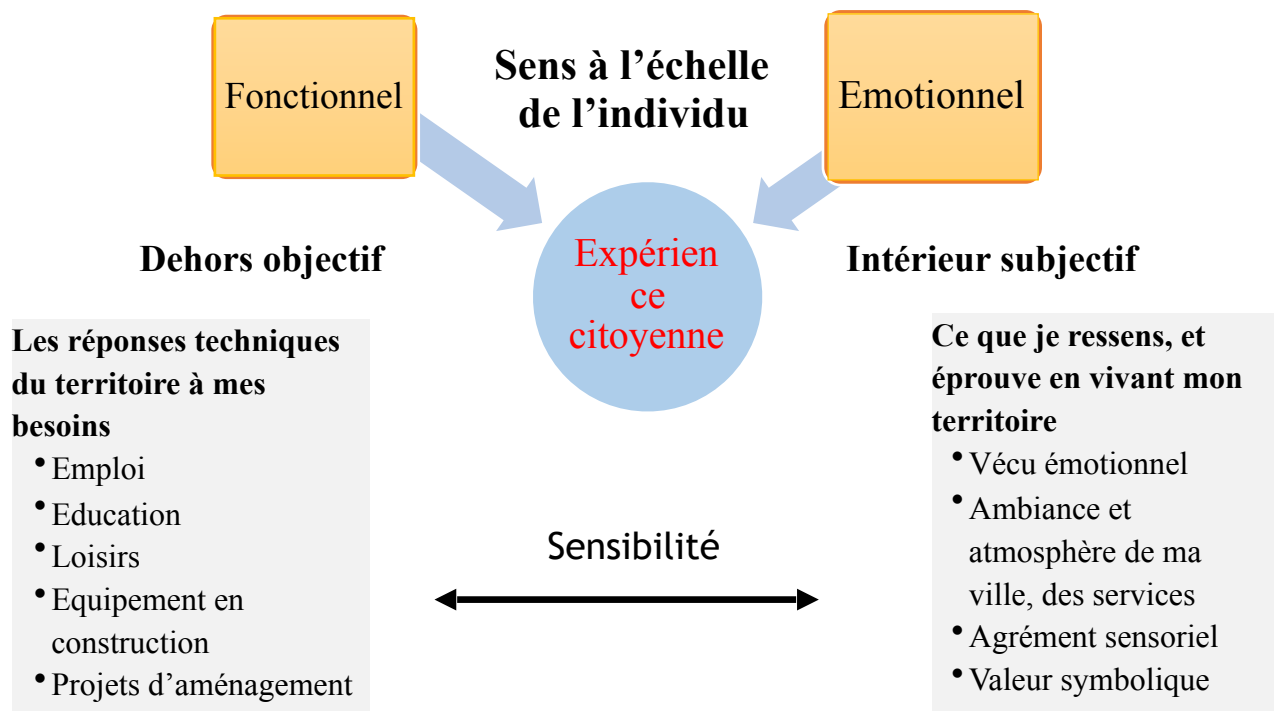 Fonctionnel
Sens à l’échelle
de l’individu
Emotionnel
Expérien
ce
citoyenne
Dehors objectif
Intérieur subjectif
Les réponses techniques
du territoire à mes
besoins
• Emploi
• Education
• Loisirs
• Equipement en
construction
• Projets d’aménagement
Sensibilité
Ce que je ressens, et
éprouve en vivant mon
territoire
• Vécu émotionnel
• Ambiance et
atmosphère de ma
ville, des services
• Agrément sensoriel
• Valeur symbolique